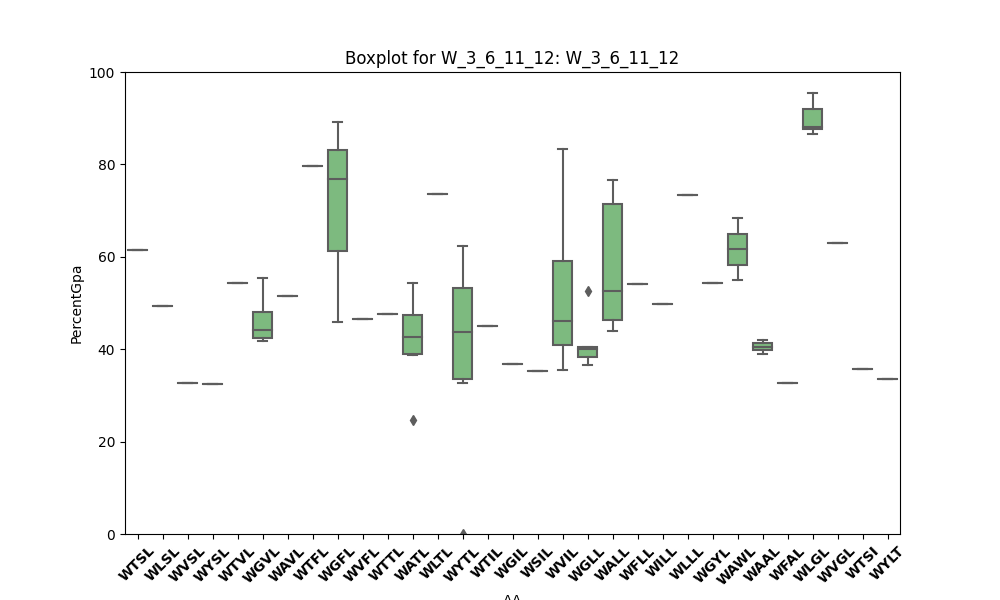 Boxplot for W_3_6_11_12: W_3_6_11_12
PercentGpa
100
80
60
40
20
0
WTSL WLSL WVSL WYSL WTVL WGVL WAVL WTFL WGFL WVFL WTTL WATL WLTL WYTL WTIL WGIL WSIL WVIL WGLL WALL WFLL WILL WLLL WGYL WAWL WAAL WFAL WLGL WVGL WTSI WYLT
AA